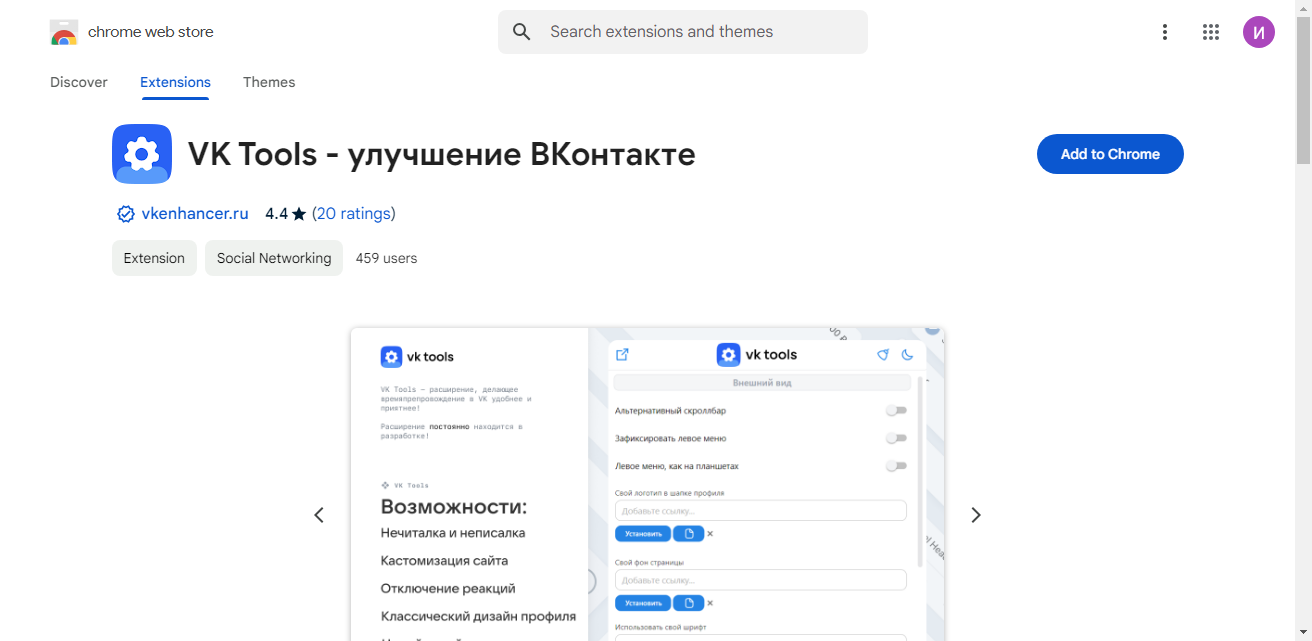 chrome web store
Search extensions and themes
И
Discover
Extensions
Themes
VK Tools - улучшение ВКонтакте
Add to Chrome
vkenhancer.ru 4.4 ★ (20 ratings)
Extension
Social Networking
459 users
vk tools
VK Tools – расширение, делающее
времяпрепровождение в VK удобнее и
приятнее!
Расширение постоянно находится в
разработке!
VK Tools
Возможности:
Нечиталка и неписалка
Кастомизация сайта
Отключение реакций
Классический дизайн профиля
vk tools
Внешний вид
Альтернативный скроллбар
Зафиксировать левое меню
Левое меню, как на планшетах
Свой логотип в шапке профиля
Добавьте ссылку...
Установить
Свой фон страницы
Добавьте ссылку...
Установить
Использовать свой шрифт